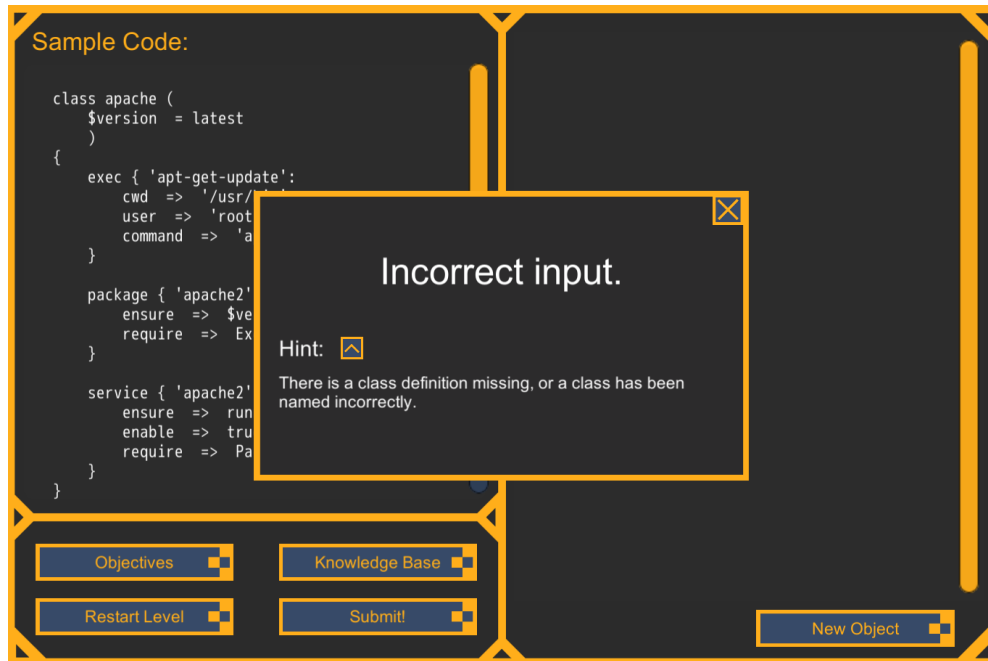 Sample Code:
class apache (
$version = latest
)
{
exec { 'apt-get-update':
cwd => '/usr/
user => 'root
command => 'a
}
package { 'apache2'
ensure => $ve
require => Ex
}
service { 'apache2'
ensure => run
enable => tru
require => Pa
}
}
Incorrect input.
Hint:
There is a class definition missing, or a class has been
named incorrectly.
Objectives
Knowledge Base
Restart Level
Submit!
New Object